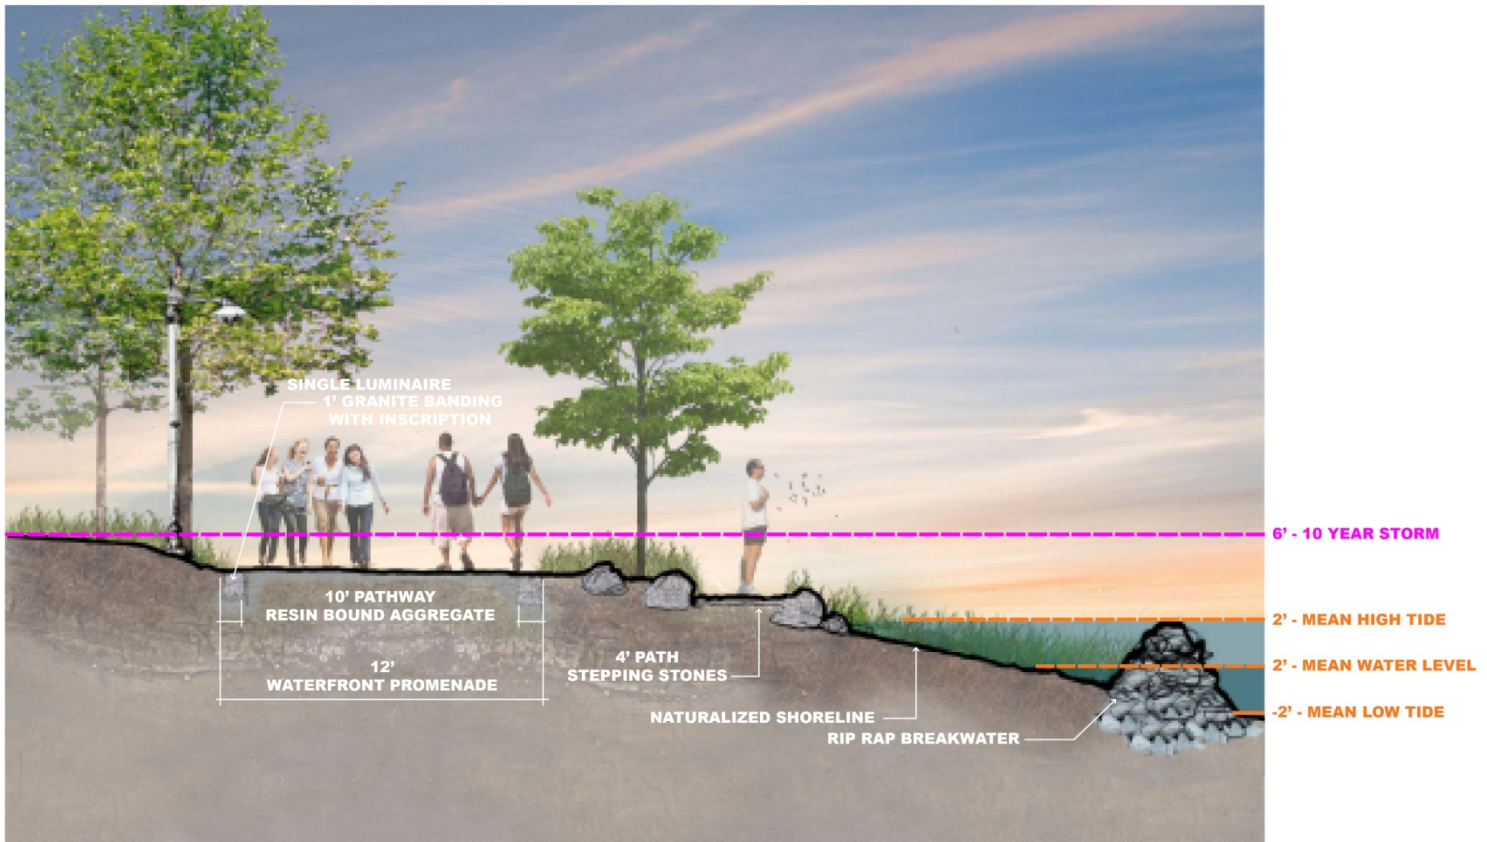 SINGLE LUMINAIRE
1’ GRANITE BANDING
WITH INSCRIPTION
6’ - 10 YEAR STORM
10’ PATHWAY
RESIN BOUND AGGREGATE
2’ - MEAN HIGH TIDE
12’
WATERFRONT PROMENADE
4’ PATH
STEPPING STONES
2’ - MEAN WATER LEVEL
NATURALIZED SHORELINE
-2’ - MEAN LOW TIDE
RIP RAP BREAKWATER